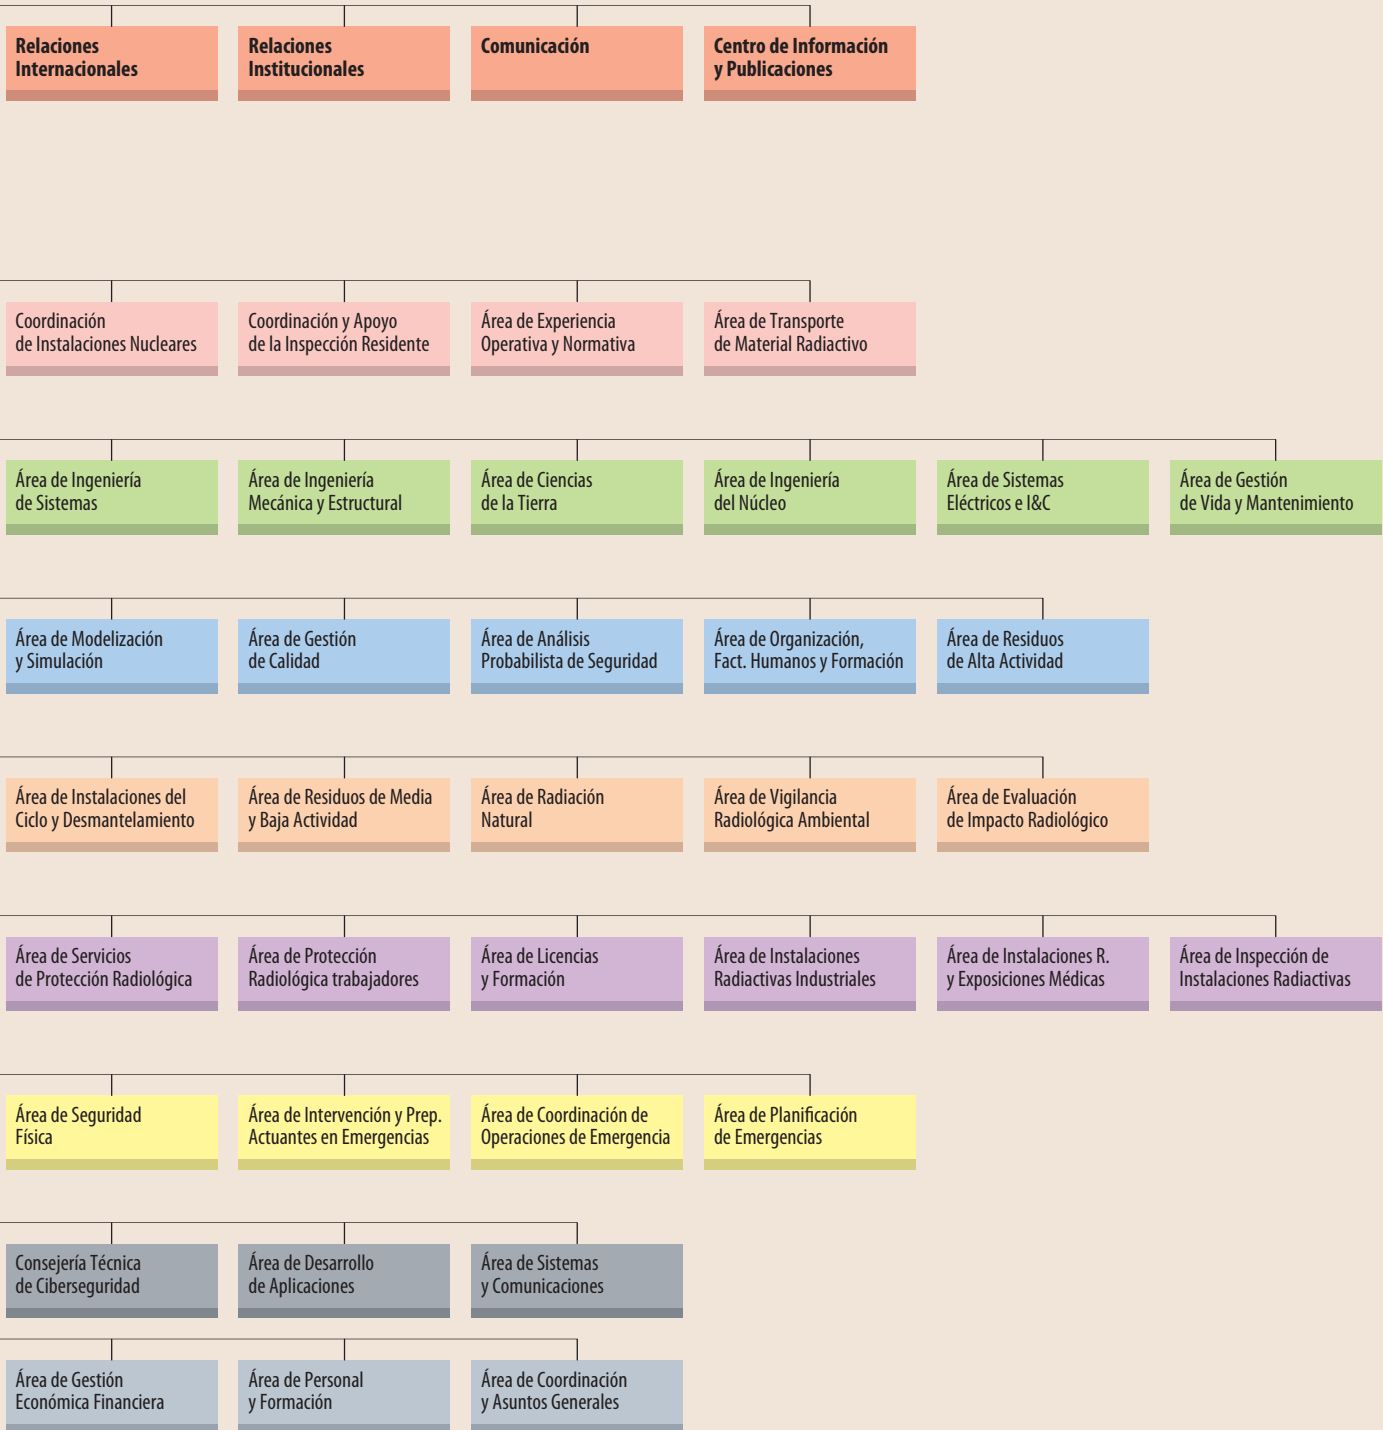 Relaciones
Internacionales
Relaciones
Institucionales
Comunicación
Centro de Información
y Publicaciones
Coordinación
de Instalaciones Nucleares
Coordinación y Apoyo
de la Inspección Residente
Área de Experiencia
Operativa y Normativa
Área de Transporte
de Material Radiactivo
Área de Ingeniería
de Sistemas
Área de Ingeniería
Mecánica y Estructural
Área de Ciencias
de la Tierra
Área de Ingeniería
del Núcleo
Área de Sistemas
Eléctricos e I&C
Área de Gestión
de Vida y Mantenimiento
Área de Modelización
y Simulación
Área de Gestión
de Calidad
Área de Análisis
Probabilista de Seguridad
Área de Organización,
Fact. Humanos y Formación
Área de Residuos
de Alta Actividad
Área de Instalaciones del
Ciclo y Desmantelamiento
Área de Residuos de Media
y Baja Actividad
Área de Radiación
Natural
Área de Vigilancia
Radiológica Ambiental
Área de Evaluación
de Impacto Radiológico
Área de Servicios
de Protección Radiológica
Área de Protección
Radiológica trabajadores
Área de Licencias
y Formación
Área de Instalaciones
Radiactivas Industriales
Área de Instalaciones R.
y Exposiciones Médicas
Área de Inspección de
Instalaciones Radiactivas
Área de Seguridad
Física
Área de Intervención y Prep.
Actuantes en Emergencias
Área de Coordinación de
Operaciones de Emergencia
Área de Planificación
de Emergencias
Consejería Técnica
de Ciberseguridad
Área de Desarrollo
de Aplicaciones
Área de Sistemas
y Comunicaciones
Área de Gestión
Económica Financiera
Área de Personal
y Formación
Área de Coordinación
y Asuntos Generales